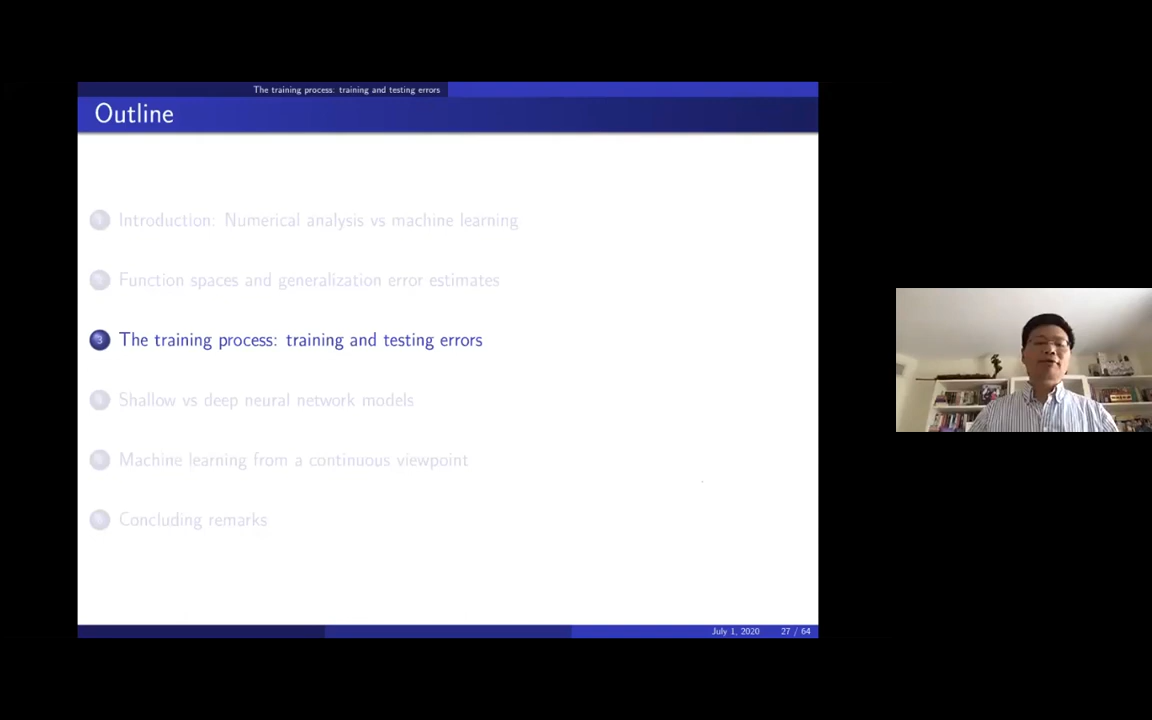 The training process: training and testing errors
Outline
Introduction: Numerical analysis vs machine learning
Function spaces and generalization error estimates
3 The training process: training and testing errors
Shallow vs deep neural network models
Machine learning from a continuous viewpoint
Concluding remarks
July 1, 2020 27 / 64